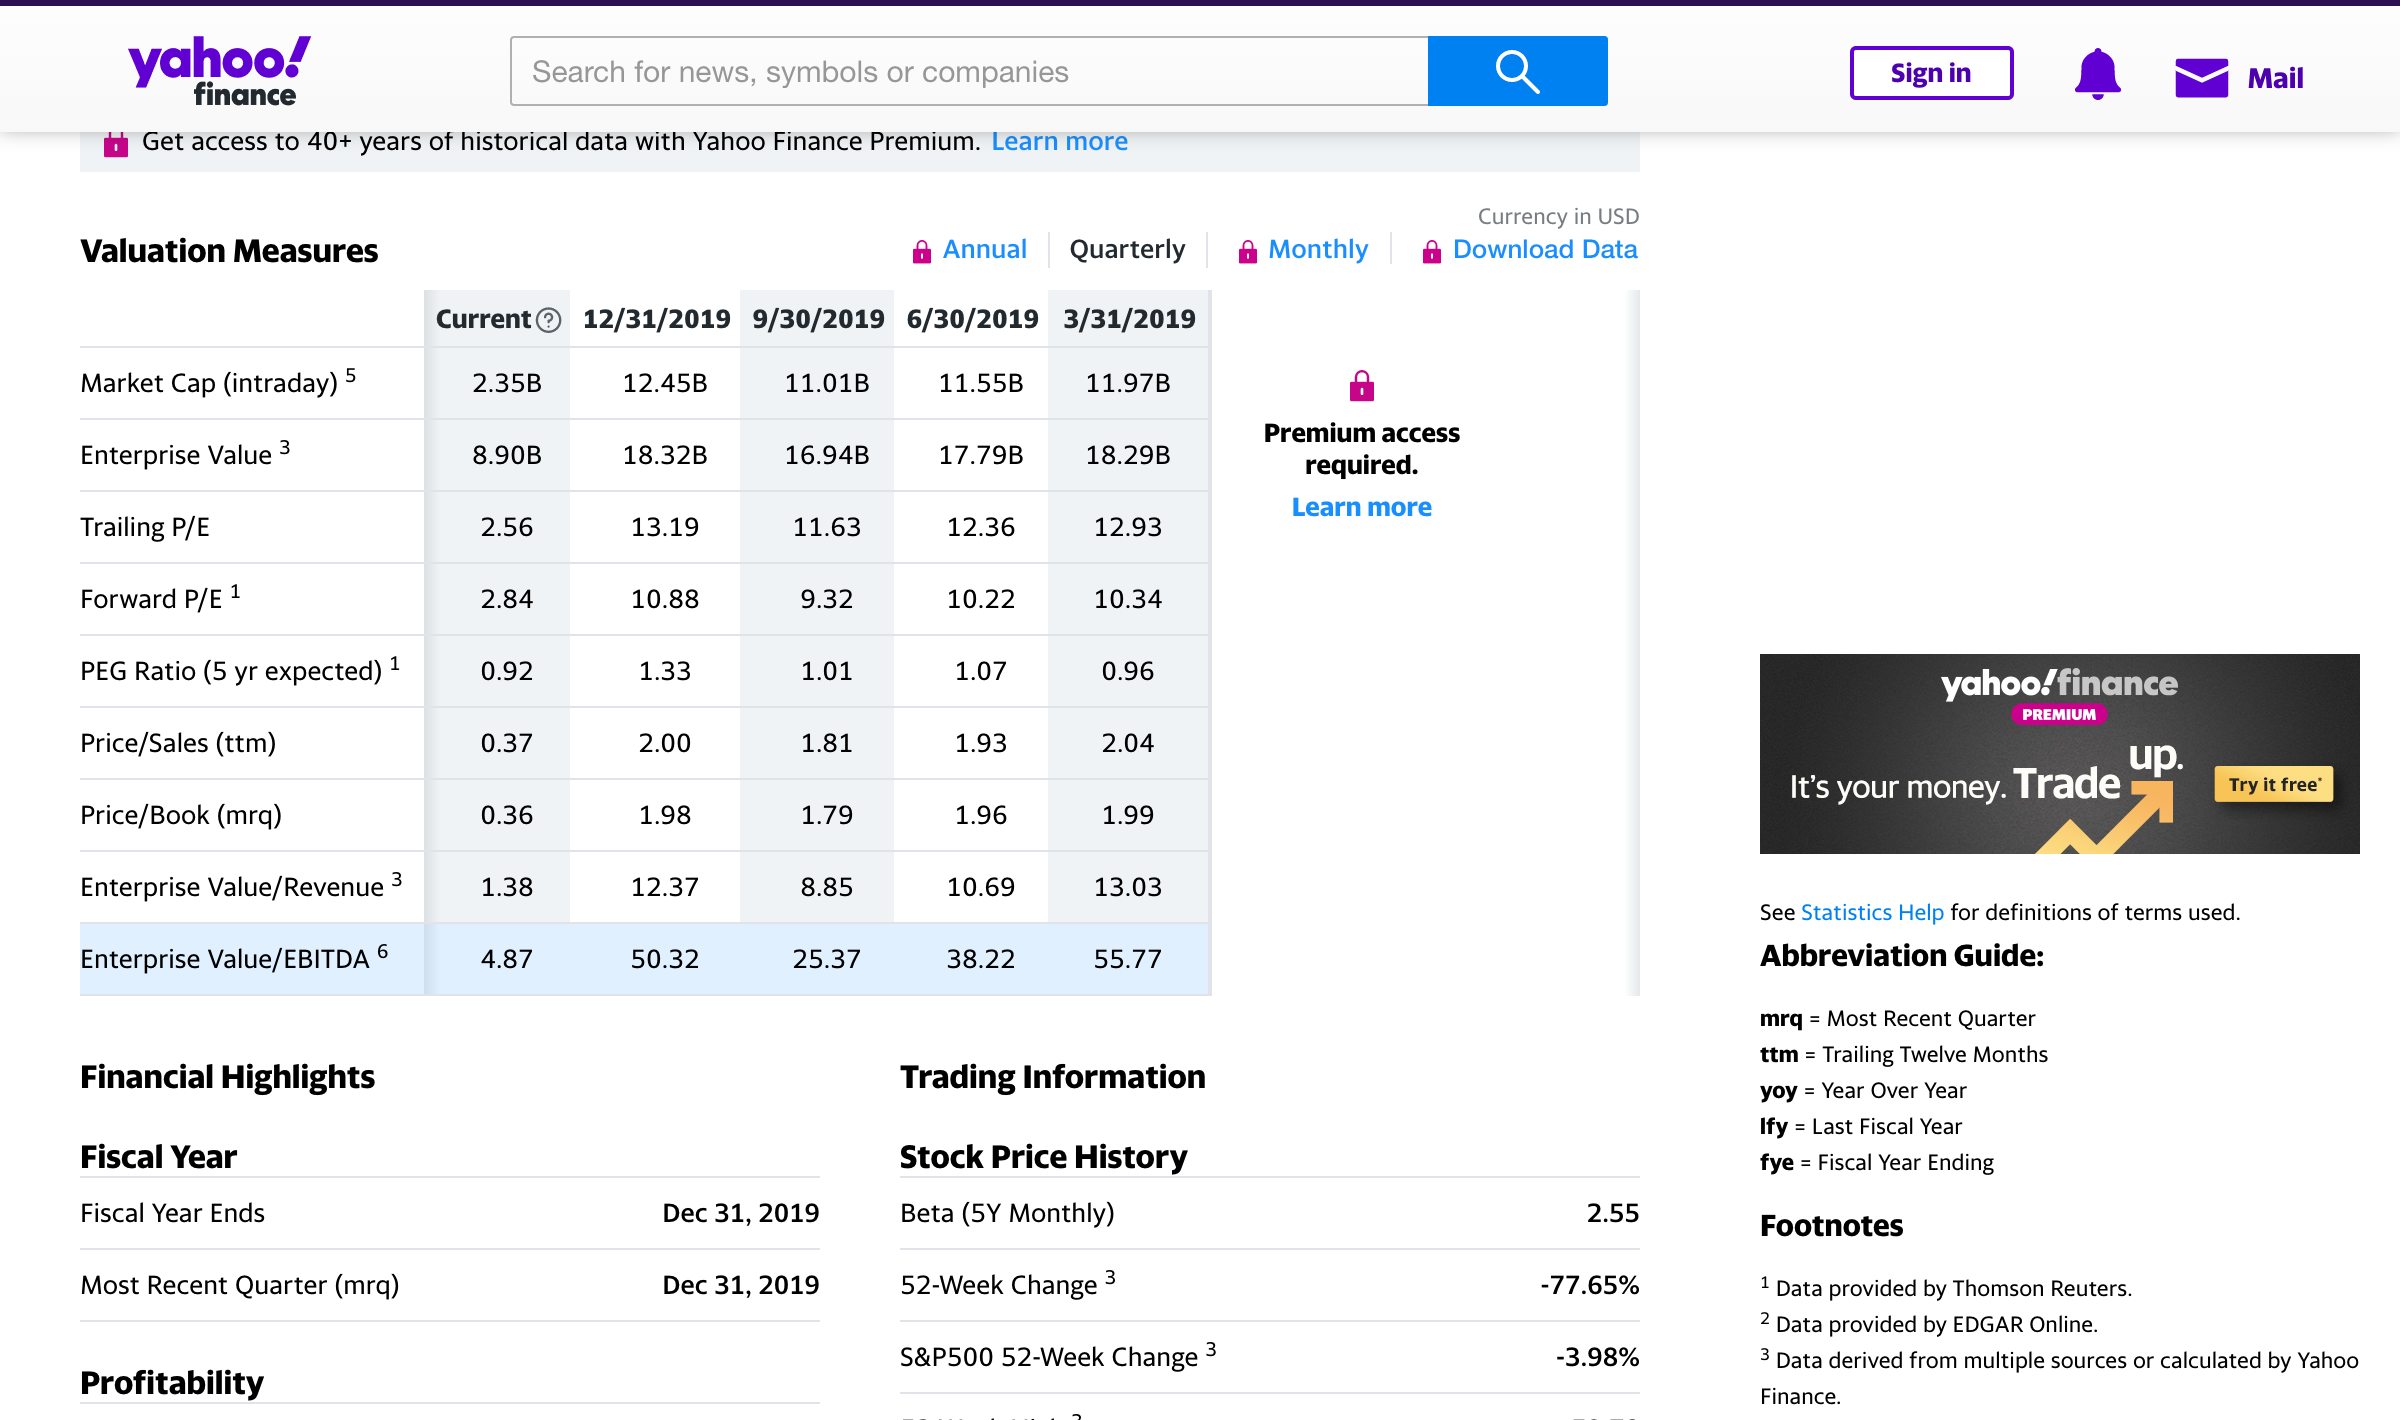 yahoo!
finance
Search for news, symbols or companies
Sign in
Mail
Get access to 40+ years of historical data with Yahoo Finance Premium. Learn more
Currency in USD
Valuation Measures
Annual
Quarterly
Monthly
Download Data
Current 12/31/2019 9/30/2019 6/30/2019 3/31/2019
Market Cap (intraday) 5 2.35B 12.45B 11.01B 11.55B 11.97B
Enterprise Value 3 8.90B 18.32B 16.94B 17.79B 18.29B
Trailing P/E 2.56 13.19 11.63 12.36 12.93
Forward P/E 1 2.84 10.88 9.32 10.22 10.34
PEG Ratio (5 yr expected) 1 0.92 1.33 1.01 1.07 0.96
Price/Sales (ttm) 0.37 2.00 1.81 1.93 2.04
Price/Book (mrq) 0.36 1.98 1.79 1.96 1.99
Enterprise Value/Revenue 3 1.38 12.37 8.85 10.69 13.03
Enterprise Value/EBITDA 6 4.87 50.32 25.37 38.22 55.77
Premium access
required.
Learn more
Financial Highlights
Fiscal Year
Fiscal Year Ends Dec 31, 2019
Most Recent Quarter (mrq) Dec 31, 2019
Profitability
Trading Information
Stock Price History
Beta (5Y Monthly) 2.55
52-Week Change 3 -77.65%
S&P500 52-Week Change 3 -3.98%
yahoo!finance
PREMIUM
It's your money. Trade up.
Try it free*
See Statistics Help for definitions of terms used.
Abbreviation Guide:
mrq = Most Recent Quarter
ttm = Trailing Twelve Months
yoy = Year Over Year
lfy = Last Fiscal Year
fye = Fiscal Year Ending
Footnotes
1 Data provided by Thomson Reuters.
2 Data provided by EDGAR Online.
3 Data derived from multiple sources or calculated by Yahoo
Finance.